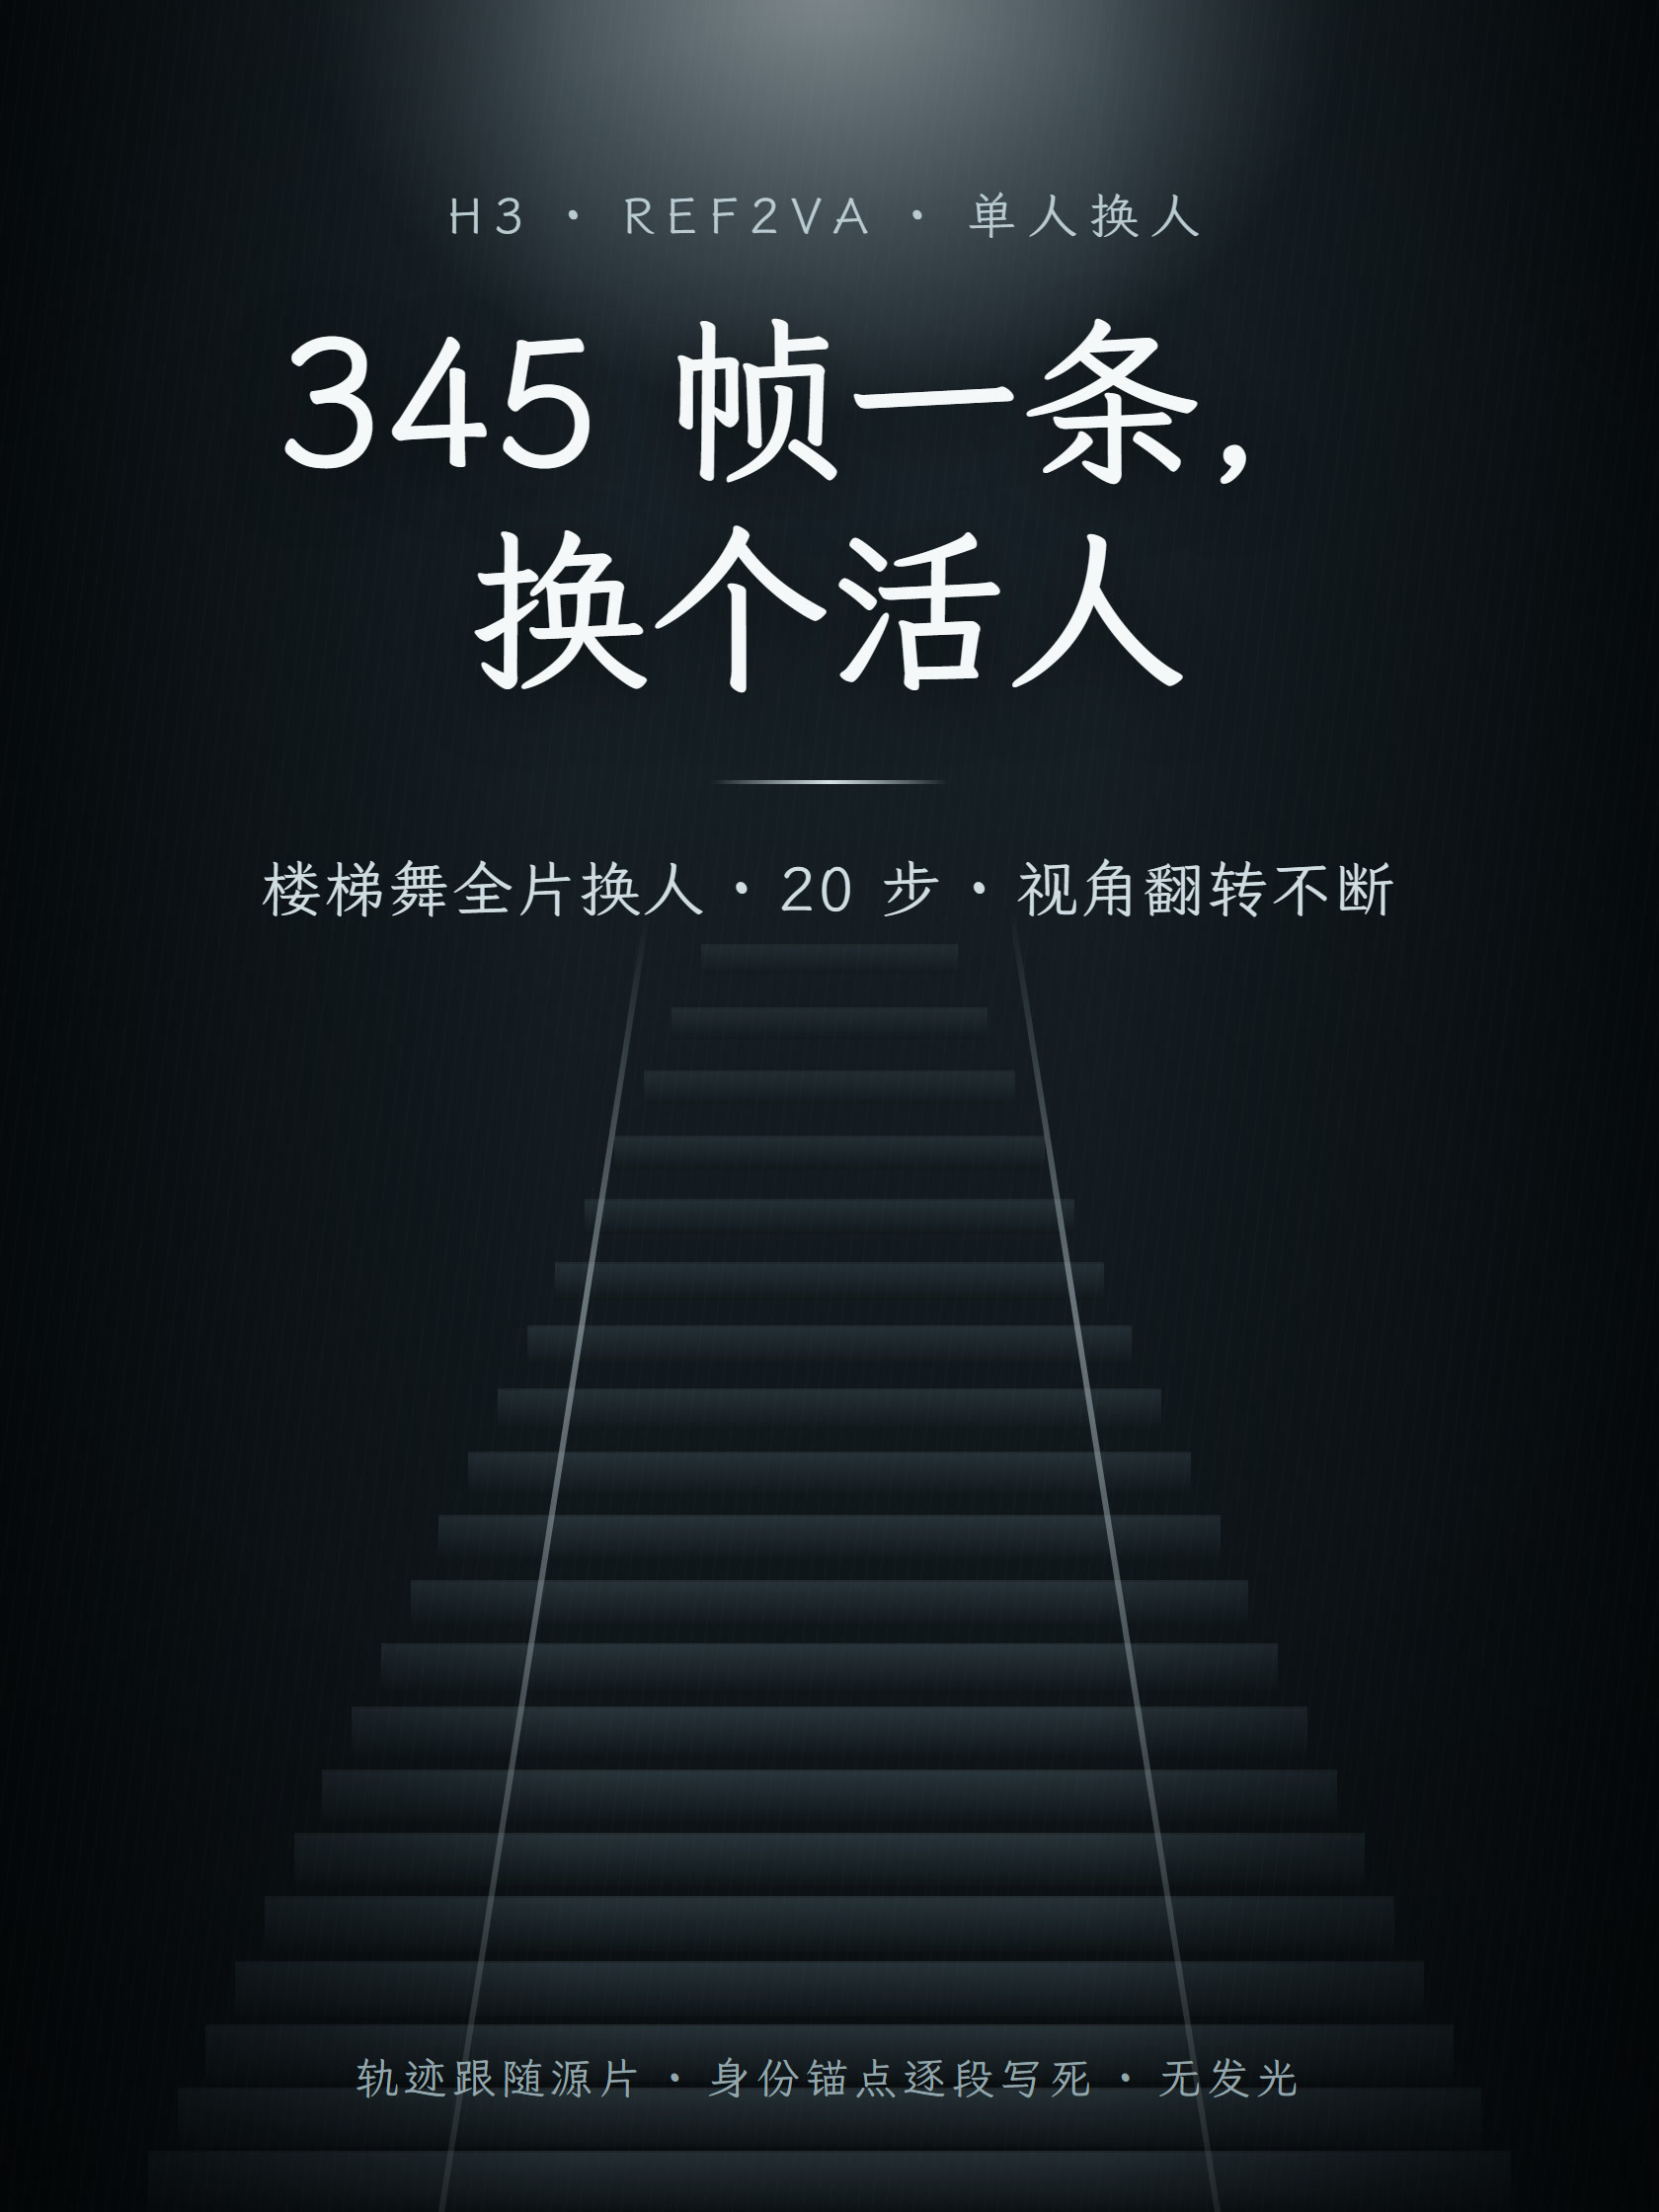 H3 · REF2VA · 单人换人
345 帧一条,
换个活人
楼梯舞全片换人 · 20 步 · 视角翻转不断
轨迹跟随源片 · 身份锚点逐段写死 · 无发光